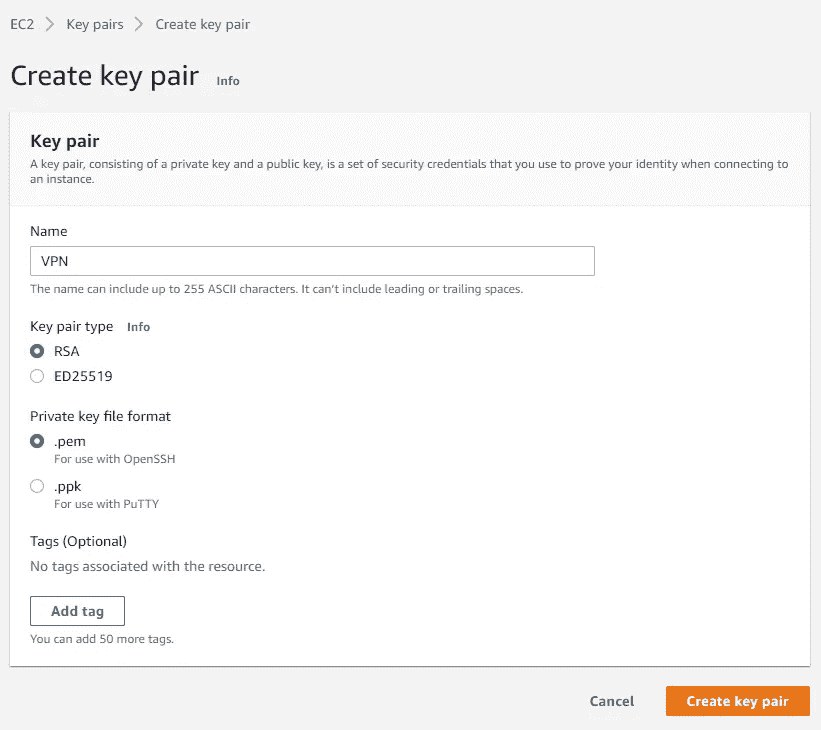 EC2 > Key pairs > Create key pair
Create key pair Info
Key pair
A key pair, consisting of a private key and a public key, is a set of security credentials that you use to prove your identity when connecting to
an instance.
Name
VPN
The name can include up to 255 ASCII characters. It can't include leading or trailing spaces.
Key pair type Info
RSA
ED25519
Private key file format
.pem
For use with OpenSSH
.ppk
For use with PuTTY
Tags (Optional)
No tags associated with the resource.
Add tag
You can add 50 more tags.
Cancel Create key pair